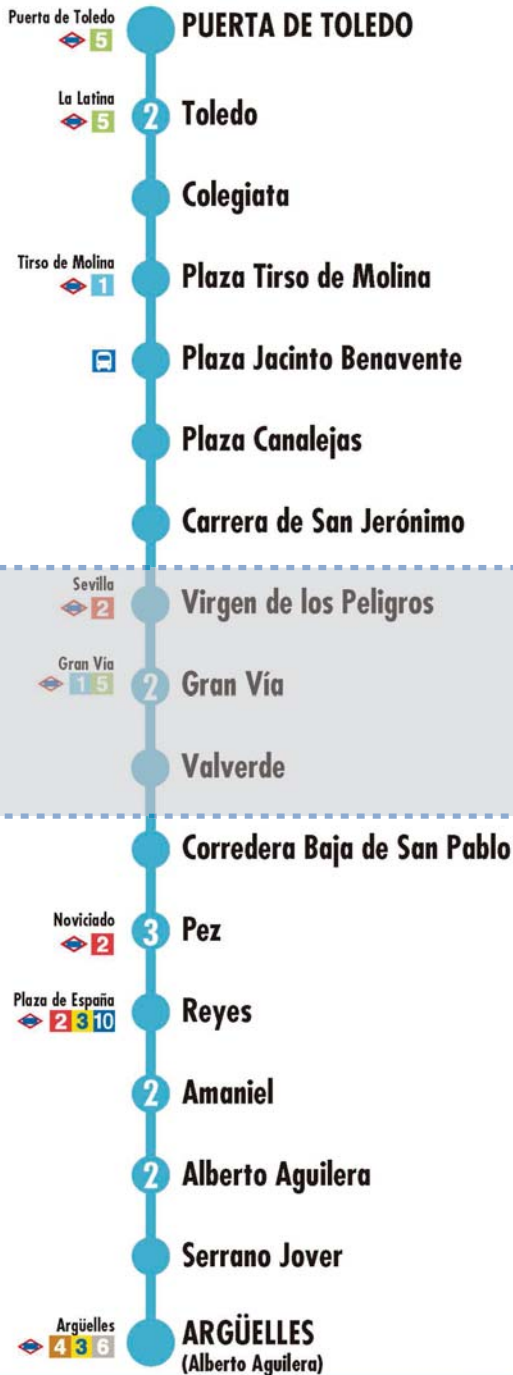 Puerta de Toledo
5
PUERTA DE TOLEDO
La Latina
5
2
Toledo
Colegiata
Tirso de Molina
1
Plaza Tirso de Molina
Plaza Jacinto Benavente
Plaza Canalejas
Carrera de San Jerónimo
Sevilla
2
Virgen de los Peligros
Gran Vía
1 5
2
Gran Vía
Valverde
Corredera Baja de San Pablo
Noviciado
2
3
Pez
Plaza de España
2 3 10
Reyes
2
Amaniel
2
Alberto Aguilera
Serrano Jover
Argüelles
4 3 6
ARGÜELLES
(Alberto Aguilera)